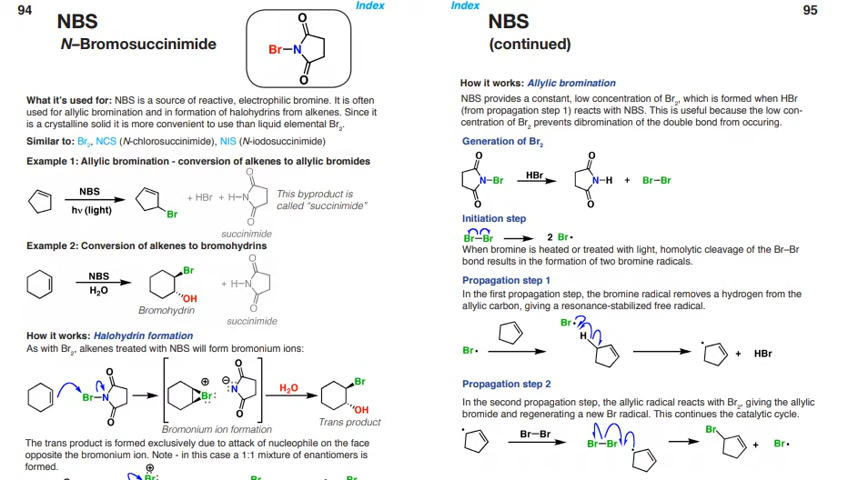 94
Index
NBS
N–Bromosuccinimide
O
Br–N
O
What it's used for: NBS is a source of reactive, electrophilic bromine. It is often
used for allylic bromination and in formation of halohydrins from alkenes. Since it
is a crystalline solid it is more convenient to use than liquid elemental Br2.
Similar to: Br2, NCS (N-chlorosuccinimide), NIS (N-iodosuccinimide)
Example 1: Allylic bromination - conversion of alkenes to allylic bromides
NBS
hν (light)
Br
+ HBr + H–N
O
O
succinimide
This byproduct is
called "succinimide"
Example 2: Conversion of alkenes to bromohydrins
NBS
H2O
Br
OH
Bromohydrin
+ H–N
O
O
succinimide
How it works: Halohydrin formation
As with Br2, alkenes treated with NBS will form bromonium ions:
Br–N
O
O
⊕
Br:
⊖
:N
O
O
Bromonium ion formation
H2O
Br
OH
Trans product
The trans product is formed exclusively due to attack of nucleophile on the face
opposite the bromonium ion. Note - in this case a 1:1 mixture of enantiomers is
formed.
⊕
Br:
Br
Br
Index
95
NBS
(continued)
How it works: Allylic bromination
NBS provides a constant, low concentration of Br2, which is formed when HBr
(from propagation step 1) reacts with NBS. This is useful because the low con-
centration of Br2 prevents dibromination of the double bond from occuring.
Generation of Br2
O
N–Br
O
HBr
O
N–H
O
+ Br–Br
Initiation step
Br–Br
2 Br•
When bromine is heated or treated with light, homolytic cleavage of the Br–Br
bond results in the formation of two bromine radicals.
Propagation step 1
In the first propagation step, the bromine radical removes a hydrogen from the
allylic carbon, giving a resonance-stabilized free radical.
Br•
Br•
H
+ HBr
Propagation step 2
In the second propagation step, the allylic radical reacts with Br2, giving the allylic
bromide and regenerating a new Br radical. This continues the catalytic cycle.
Br–Br
Br–Br
Br
+ Br•